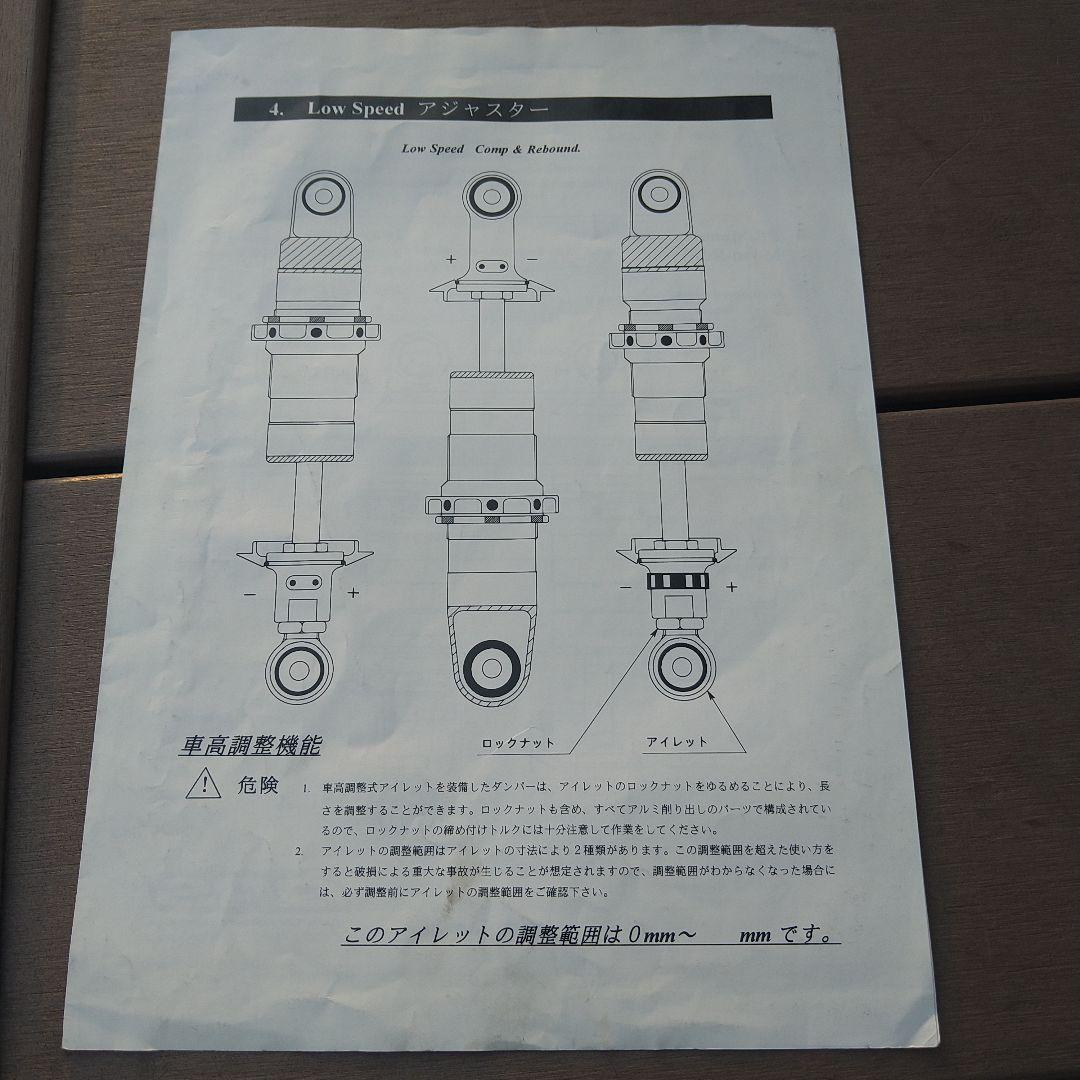 4. Low Speed アジャスター
Low Speed Comp & Rebound.
+ −
− +
− +
ロックナット アイレット
車高調整機能
危険
1. 車高調整式アイレットを装備したダンパーは、アイレットのロックナットをゆるめることにより、長
さを調整することができます。ロックナットも含め、すべてアルミ削り出しのパーツで構成されてい
るので、ロックナットの締め付けトルクには十分注意して作業をしてください。
2. アイレットの調整範囲はアイレットの寸法により2種類があります。この調整範囲を超えた使い方を
すると破損による重大な事故が生じることが想定されますので、調整範囲がわからなくなった場合に
は、必ず調整前にアイレットの調整範囲をご確認下さい。
このアイレットの調整範囲は0mm～ mmです。